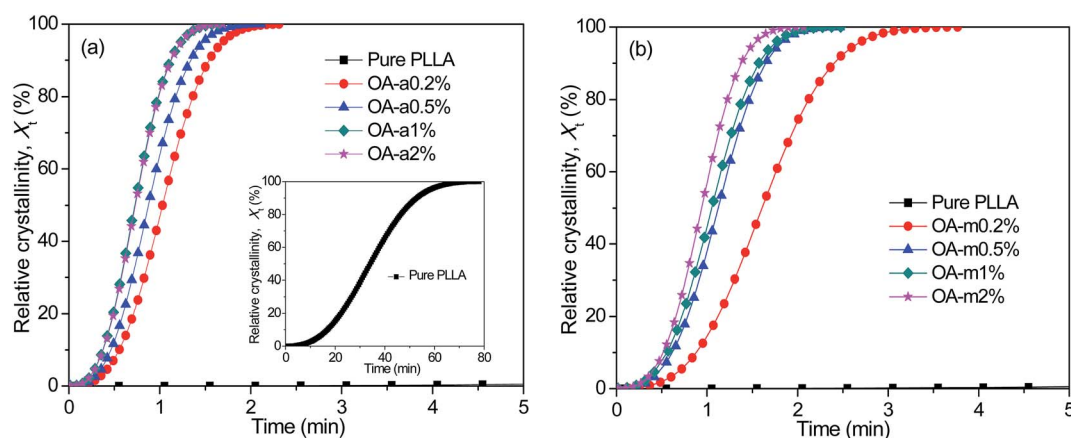 (a)
Relative crystallinity, Xt (%)
100
80
60
40
20
0
Pure PLLA
OA-a0.2%
OA-a0.5%
OA-a1%
OA-a2%
Relative crystallinity, Xt (%)
100
80
60
40
20
0
Pure PLLA
0 20 40 60 80
Time (min)
0 1 2 3 4 5
Time (min)
(b)
Relative crystallinity, Xt (%)
100
80
60
40
20
0
Pure PLLA
OA-m0.2%
OA-m0.5%
OA-m1%
OA-m2%
0 1 2 3 4 5
Time (min)